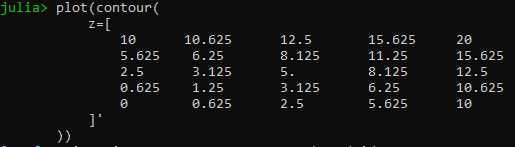 julia> plot(contour(
z=[
10 10.625 12.5 15.625 20
5.625 6.25 8.125 11.25 15.625
2.5 3.125 5. 8.125 12.5
0.625 1.25 3.125 6.25 10.625
0 0.625 2.5 5.625 10
]'
))